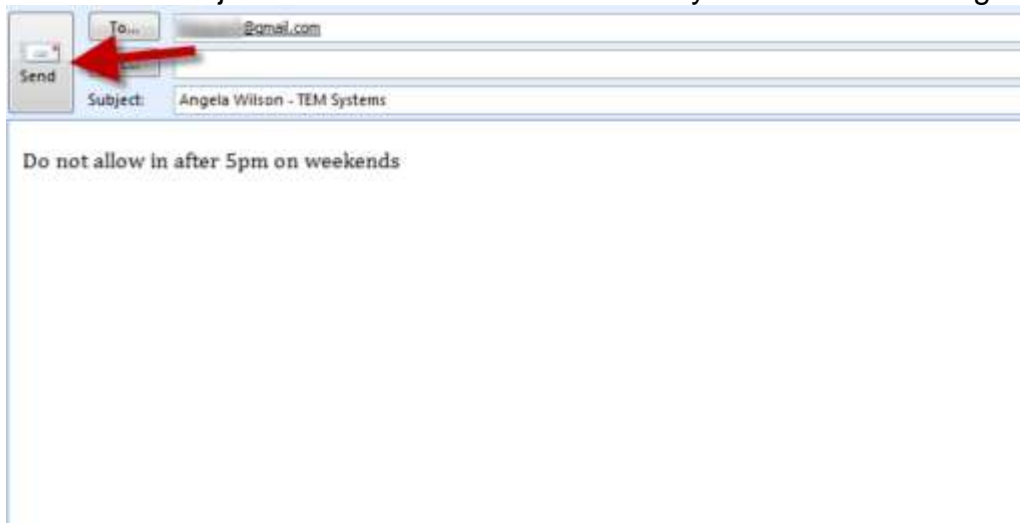 To...
@gmail.com
Send
Subject: Angela Wilson - TEM Systems
Do not allow in after 5pm on weekends